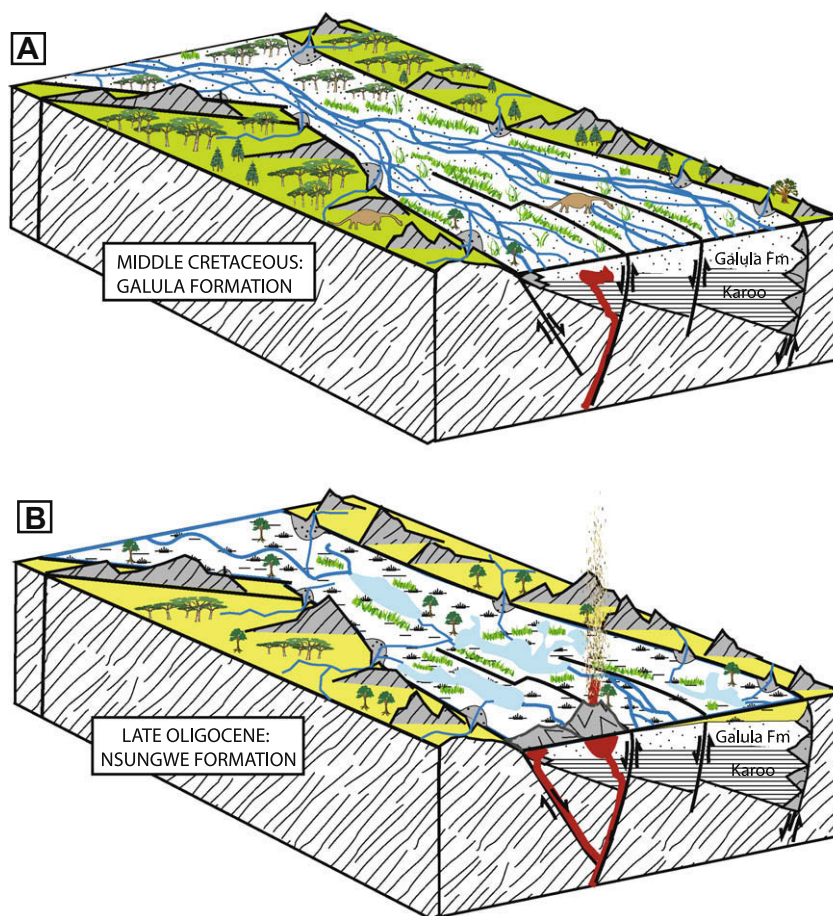 A
MIDDLE CRETACEOUS:
GALULA FORMATION
Galula Fm
Karoo
B
LATE OLIGOCENE:
NSUNGWE FORMATION
Galula Fm
Karoo